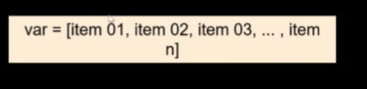 var = [item 01, item 02, item 03, ... , item
n]